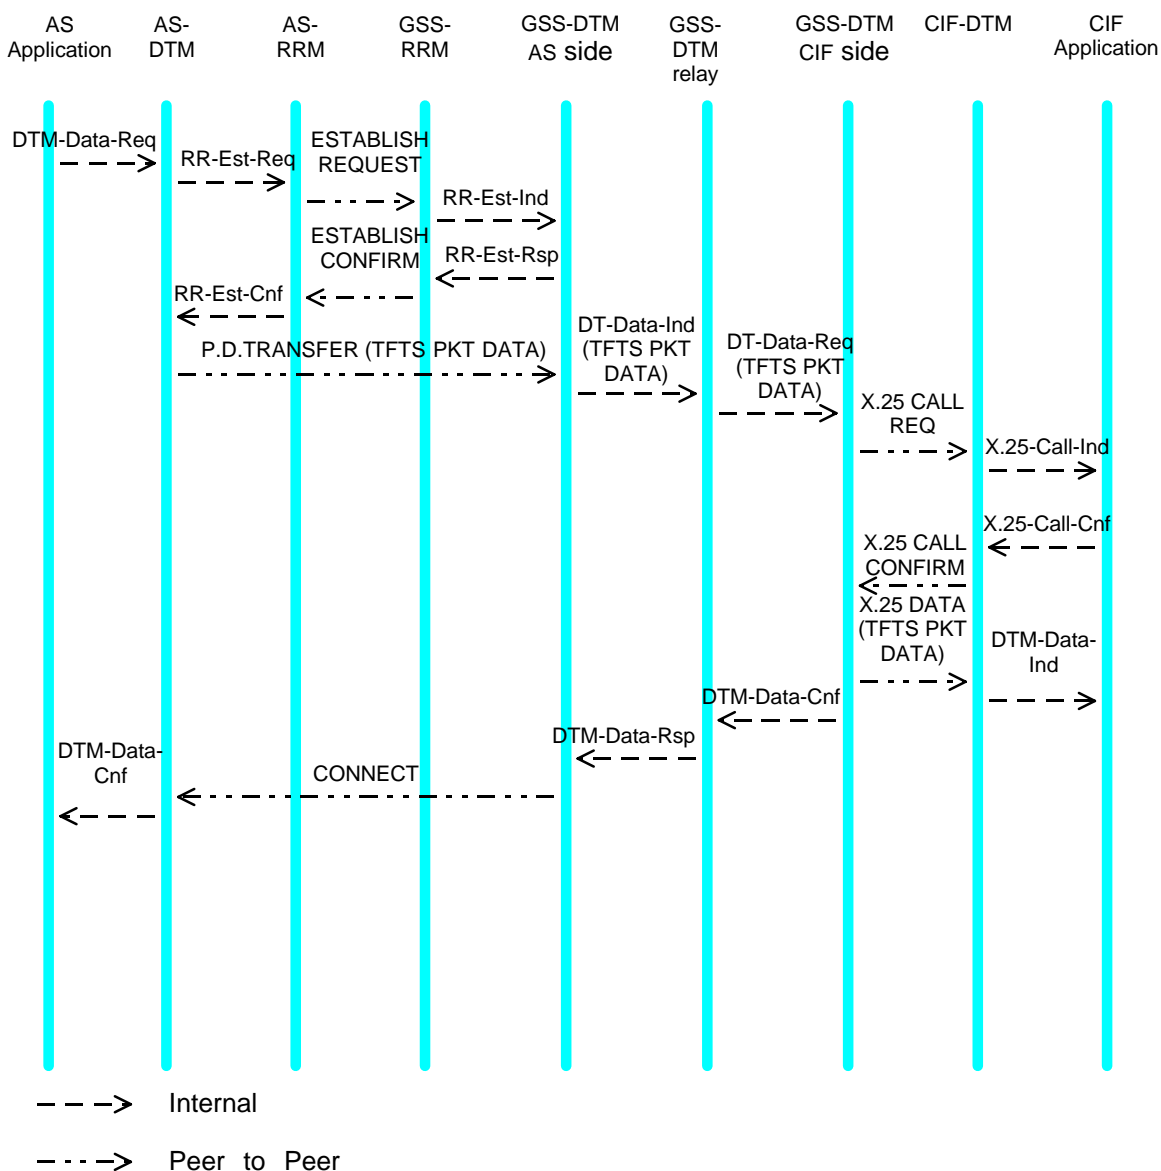 AS
Application
AS-
DTM
AS-
RRM
GSS-
RRM
GSS-DTM
AS side
GSS-
DTM
relay
GSS-DTM
CIF side
CIF-DTM
CIF
Application
DTM-Data-Req
RR-Est-Req
ESTABLISH
REQUEST
RR-Est-Ind
ESTABLISH
CONFIRM
RR-Est-Rsp
RR-Est-Cnf
P.D.TRANSFER (TFTS PKT DATA)
DT-Data-Ind
(TFTS PKT
DATA)
DT-Data-Req
(TFTS PKT
DATA)
X.25 CALL
REQ
X.25-Call-Ind
X.25-Call-Cnf
X.25 CALL
CONFIRM
X.25 DATA
(TFTS PKT
DATA)
DTM-Data-
Ind
DTM-Data-Cnf
DTM-Data-Rsp
CONNECT
DTM-Data-
Cnf
Internal
Peer to Peer